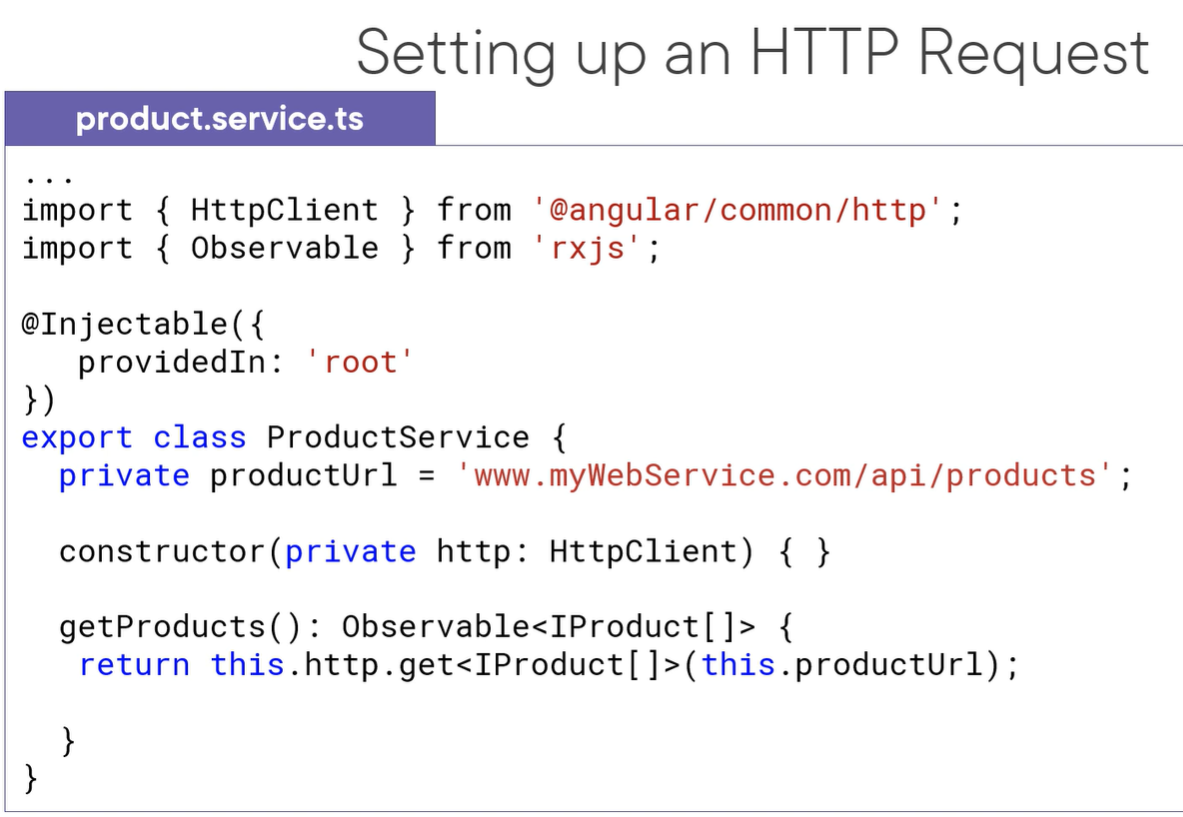 Setting up an HTTP Request
product.service.ts
...
import { HttpClient } from '@angular/common/http';
import { Observable } from 'rxjs';
@Injectable({
   providedIn: 'root'
})
export class ProductService {
  private productUrl = 'www.myWebService.com/api/products';
  constructor(private http: HttpClient) { }
  getProducts(): Observable<IProduct[]> {
   return this.http.get<IProduct[]>(this.productUrl);
  }
}